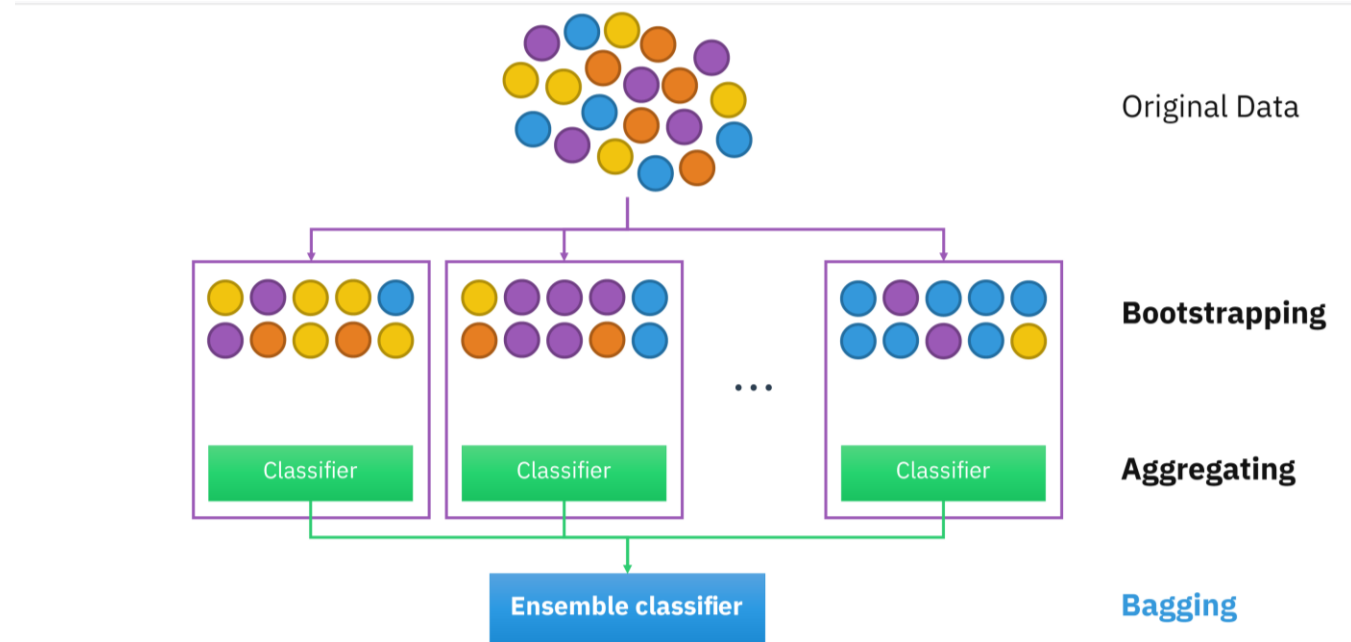 Original Data
Bootstrapping
...
Classifier
Classifier
Classifier
Aggregating
Ensemble classifier
Bagging